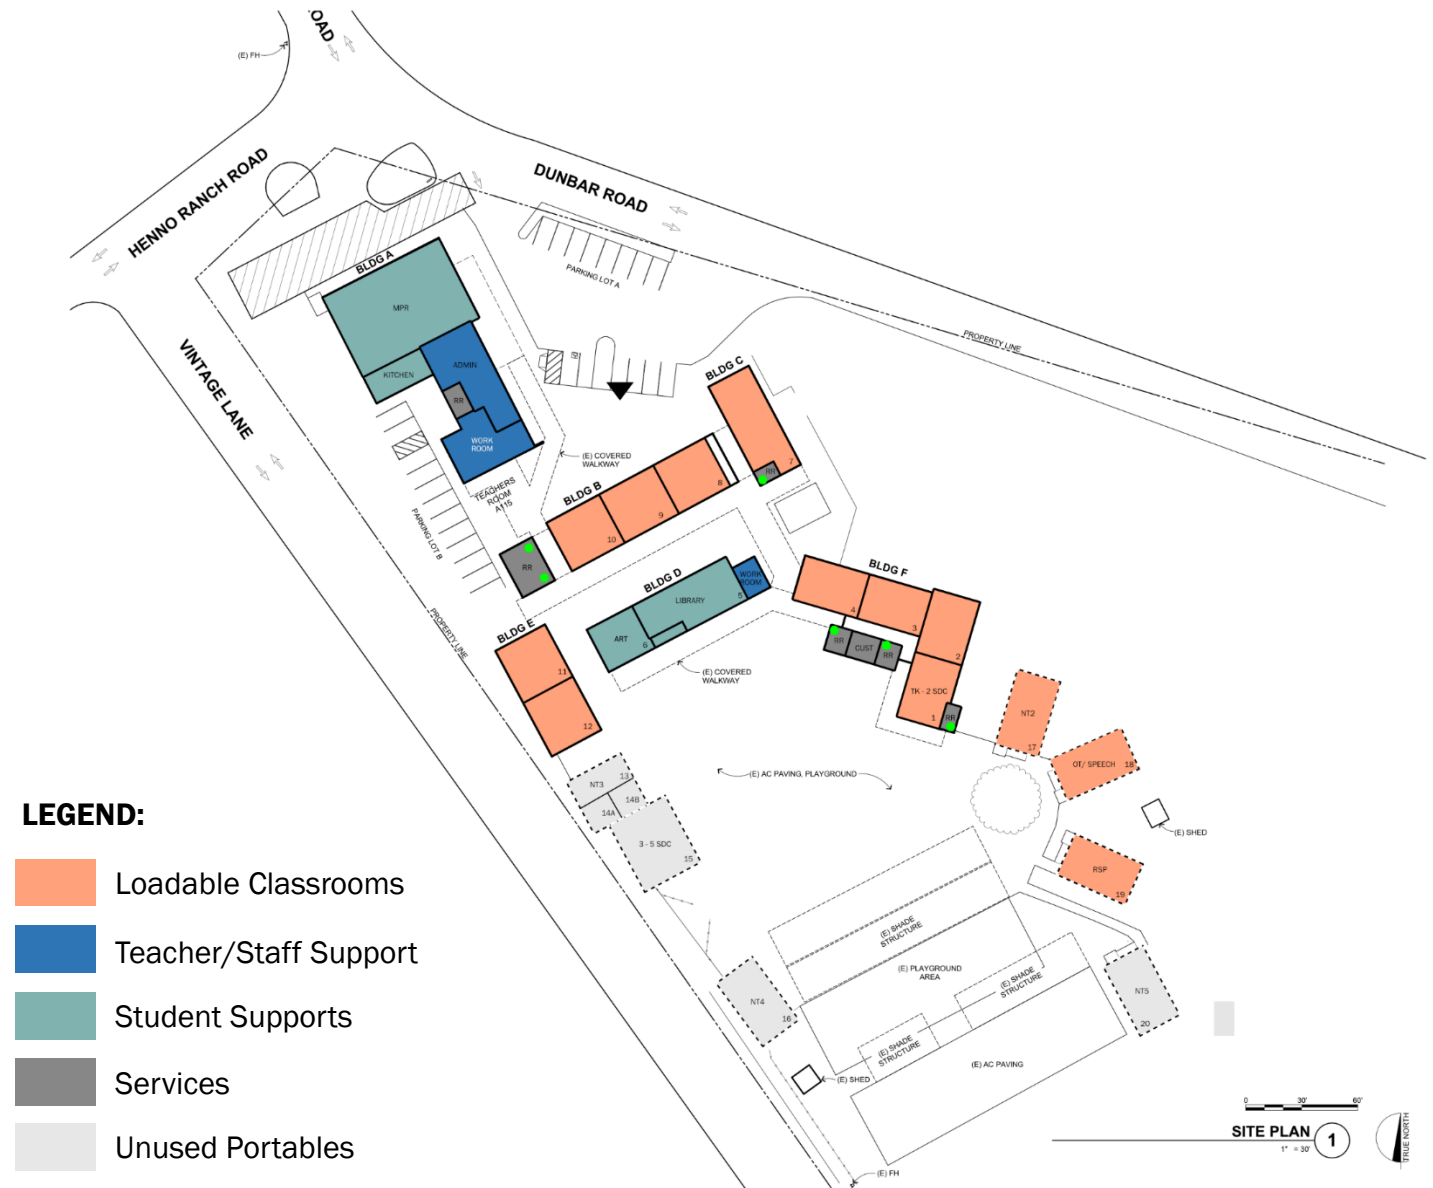 OAD
(E) FH
HENNO RANCH ROAD
DUNBAR ROAD
PARKING LOT A
PROPERTY LINE
VINTAGE LANE
BLDG A
MPR
KITCHEN
ADMIN
RR
WORK
ROOM
TEACHERS
ROOM
A115
PARKING LOT B
PROPERTY LINE
(E) COVERED
WALKWAY
BLDG C
7
RR
BLDG B
8
9
10
RR
BLDG D
LIBRARY
5
WORK
ROOM
ART
6
(E) COVERED
WALKWAY
BLDG E
11
12
BLDG F
4
3
2
RR
CUST
RR
TK - 2 SDC
1
RR
NT2
17
OT/ SPEECH
18
(E) SHED
RSP
19
(E) AC PAVING, PLAYGROUND
NT3
13
14B
14A
3 - 5 SDC
15
(E) SHADE
STRUCTURE
(E) PLAYGROUND
AREA
(E) SHADE
STRUCTURE
(E) SHADE
STRUCTURE
NT4
16
NT5
20
(E) SHED
(E) AC PAVING
(E) FH
LEGEND:
Loadable Classrooms
Teacher/Staff Support
Student Supports
Services
Unused Portables
0 30' 60'
SITE PLAN 1
1" = 30'
TRUE NORTH